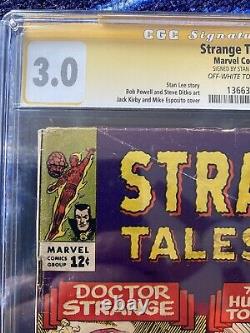 CGC Signature
Strange T
Marvel Co
SIGNED BY STAN
OFF-WHITE TO
13663
3.0
Stan Lee story
Bob Powell and Steve Ditko art
Jack Kirby and Mike Esposito cover
MARVEL
COMICS
GROUP
12¢
STRA
TALES
DOCTOR
STRANGE
HU
TO